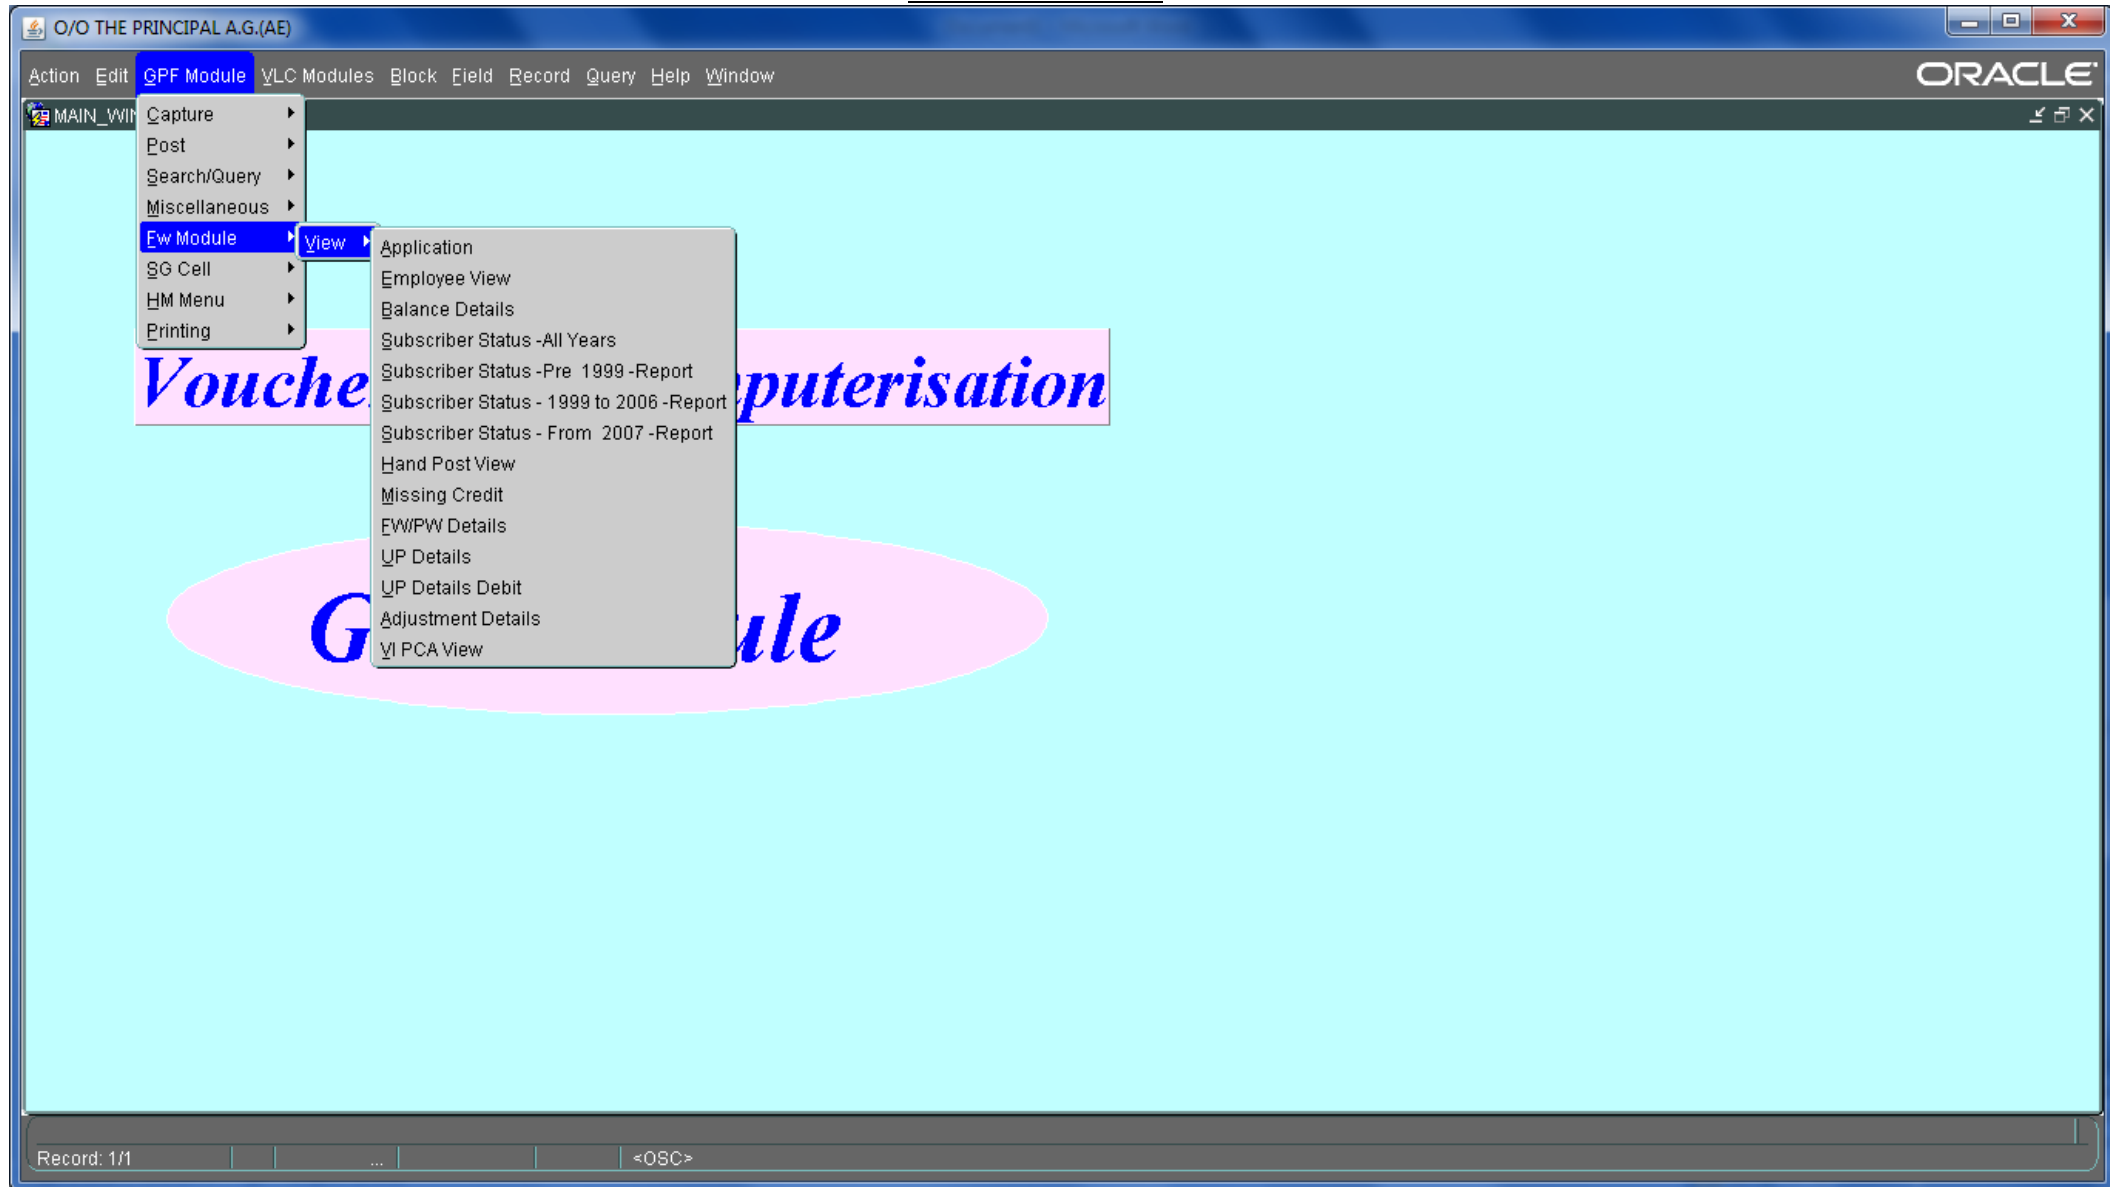 O/O THE PRINCIPAL A.G.(AE)
Action Edit GPF Module VLC Modules Block Field Record Query Help Window
ORACLE
MAIN_WIN
Capture
Post
Search/Query
Miscellaneous
Fw Module
SG Cell
HM Menu
Printing
View
Application
Employee View
Balance Details
Subscriber Status -All Years
Subscriber Status -Pre 1999 -Report
Subscriber Status - 1999 to 2006 -Report
Subscriber Status - From 2007 -Report
Hand Post View
Missing Credit
FW/PW Details
UP Details
UP Details Debit
Adjustment Details
VI PCA View
Vouche puterisation
G ule
Record: 1/1 ... <OSC>